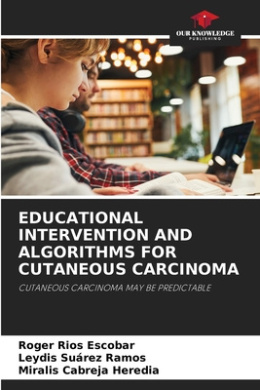 OUR KNOWLEDGE
PUBLISHING
EDUCATIONAL
INTERVENTION AND
ALGORITHMS FOR
CUTANEOUS CARCINOMA
CUTANEOUS CARCINOMA MAY BE PREDICTABLE
Roger Rios Escobar
Leydis Suárez Ramos
Miralis Cabreja Heredia